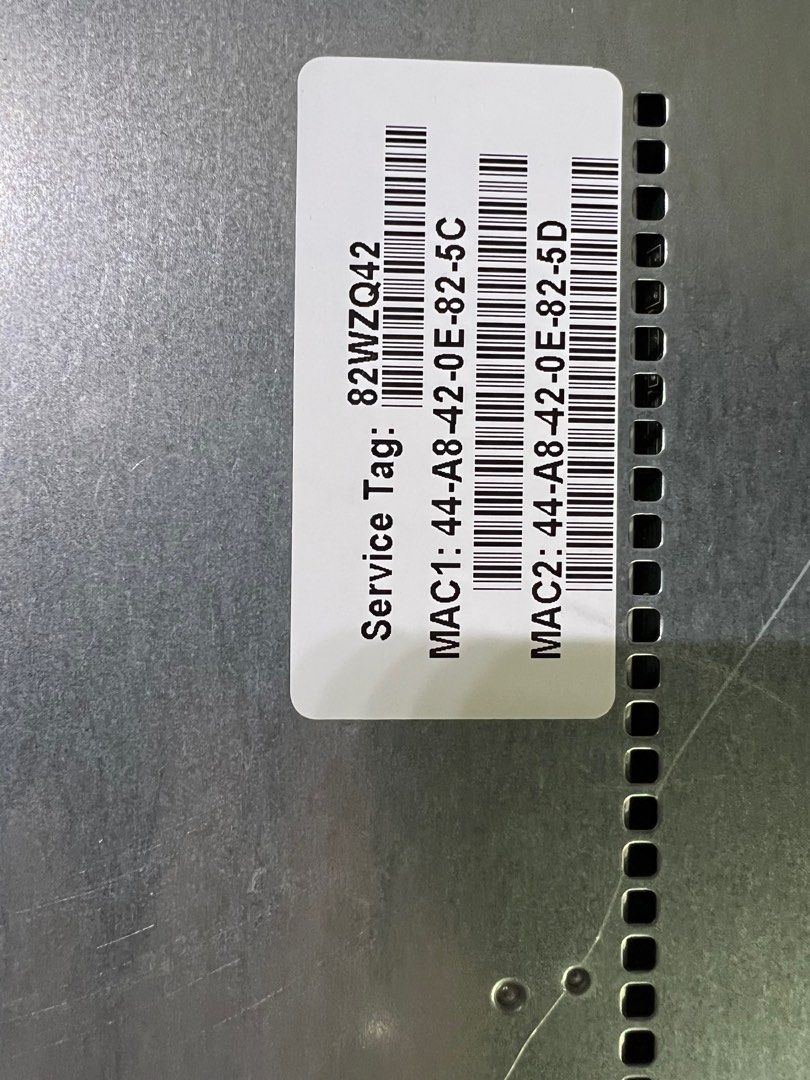 Service Tag: 82WZQ42
MAC1: 44-A8-42-0E-82-5C
MAC2: 44-A8-42-0E-82-5D